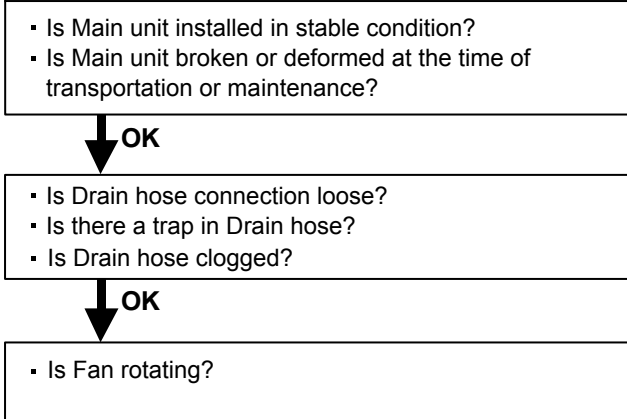 ▪ Is Main unit installed in stable condition?
▪ Is Main unit broken or deformed at the time of
transportation or maintenance?
OK
▪ Is Drain hose connection loose?
▪ Is there a trap in Drain hose?
▪ Is Drain hose clogged?
OK
▪ Is Fan rotating?